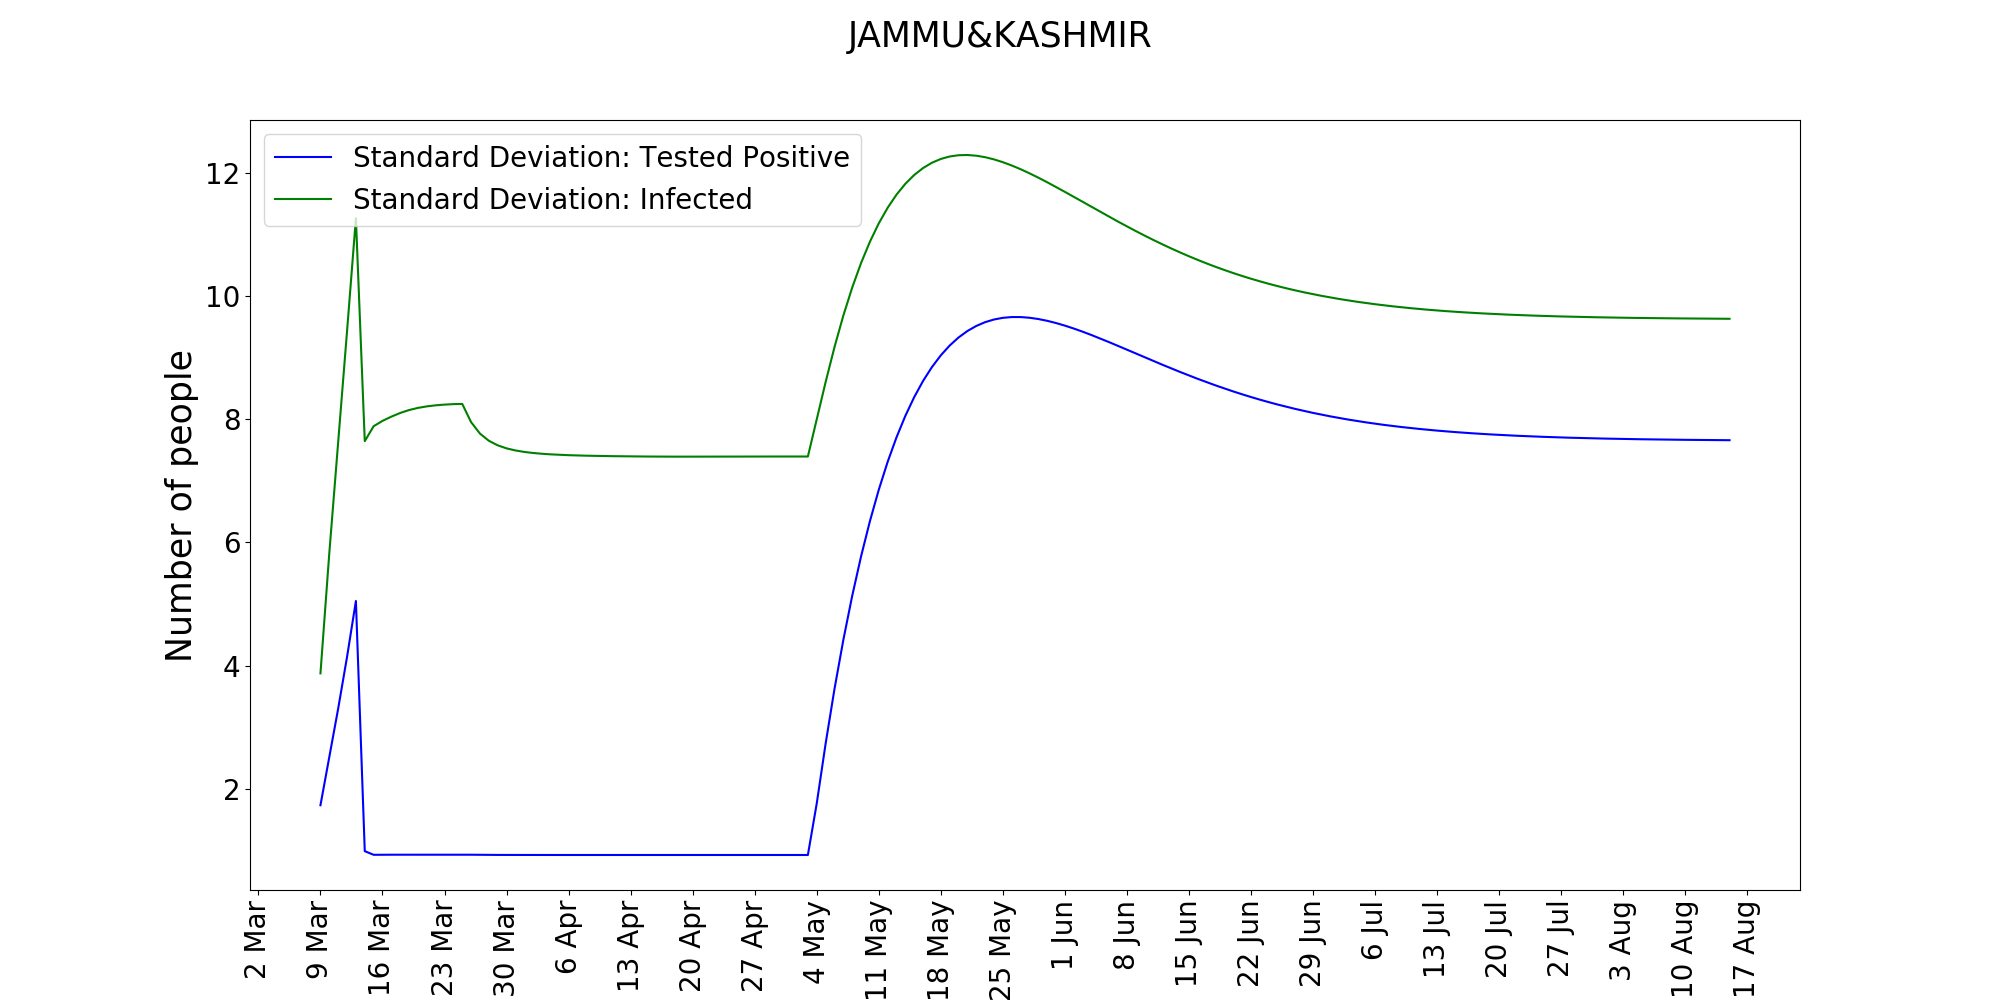 JAMMU&KASHMIR
Standard Deviation: Tested Positive
Standard Deviation: Infected
Number of people
12
10
8
6
4
2
2 Mar
9 Mar
16 Mar
23 Mar
30 Mar
6 Apr
13 Apr
20 Apr
27 Apr
4 May
11 May
18 May
25 May
1 Jun
8 Jun
15 Jun
22 Jun
29 Jun
6 Jul
13 Jul
20 Jul
27 Jul
3 Aug
10 Aug
17 Aug